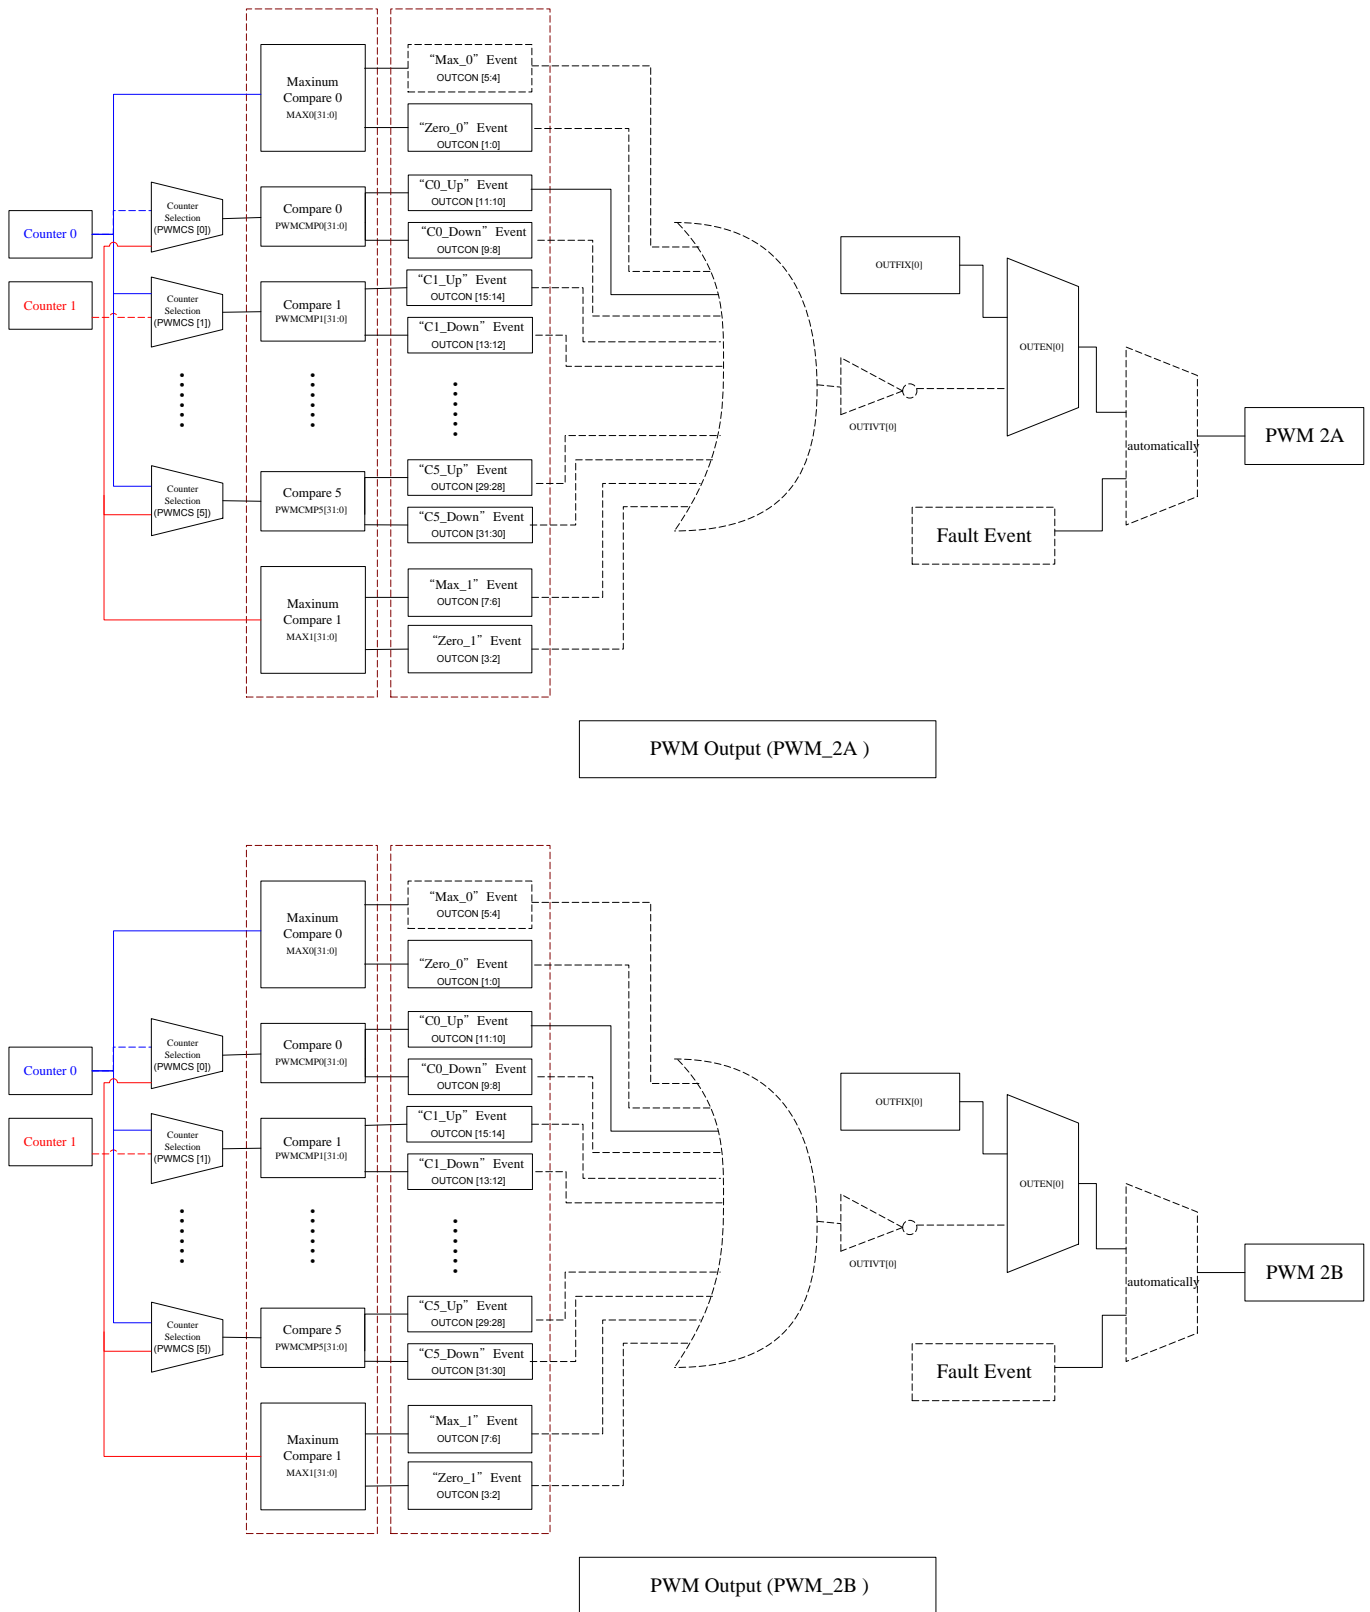 “Max_0” Event
OUTCON [5:4]
Maxinum
Compare 0
MAX0[31:0]
“Zero_0” Event
OUTCON [1:0]
Counter 0
Counter
Selection
(PWMCS [0])
Compare 0
PWMCMP0[31:0]
“C0_Up” Event
OUTCON [11:10]
“C0_Down” Event
OUTCON [9:8]
Counter 1
Counter
Selection
(PWMCS [1])
Compare 1
PWMCMP1[31:0]
“C1_Up” Event
OUTCON [15:14]
“C1_Down” Event
OUTCON [13:12]
Counter
Selection
(PWMCS [5])
Compare 5
PWMCMP5[31:0]
“C5_Up” Event
OUTCON [29:28]
“C5_Down” Event
OUTCON [31:30]
Maxinum
Compare 1
MAX1[31:0]
“Max_1” Event
OUTCON [7:6]
“Zero_1” Event
OUTCON [3:2]
OUTIVT[0]
OUTFIX[0]
OUTEN[0]
automatically
Fault Event
PWM 2A
PWM Output (PWM_2A )
“Max_0” Event
OUTCON [5:4]
Maxinum
Compare 0
MAX0[31:0]
“Zero_0” Event
OUTCON [1:0]
Counter 0
Counter
Selection
(PWMCS [0])
Compare 0
PWMCMP0[31:0]
“C0_Up” Event
OUTCON [11:10]
“C0_Down” Event
OUTCON [9:8]
Counter 1
Counter
Selection
(PWMCS [1])
Compare 1
PWMCMP1[31:0]
“C1_Up” Event
OUTCON [15:14]
“C1_Down” Event
OUTCON [13:12]
Counter
Selection
(PWMCS [5])
Compare 5
PWMCMP5[31:0]
“C5_Up” Event
OUTCON [29:28]
“C5_Down” Event
OUTCON [31:30]
Maxinum
Compare 1
MAX1[31:0]
“Max_1” Event
OUTCON [7:6]
“Zero_1” Event
OUTCON [3:2]
OUTIVT[0]
OUTFIX[0]
OUTEN[0]
automatically
Fault Event
PWM 2B
PWM Output (PWM_2B )